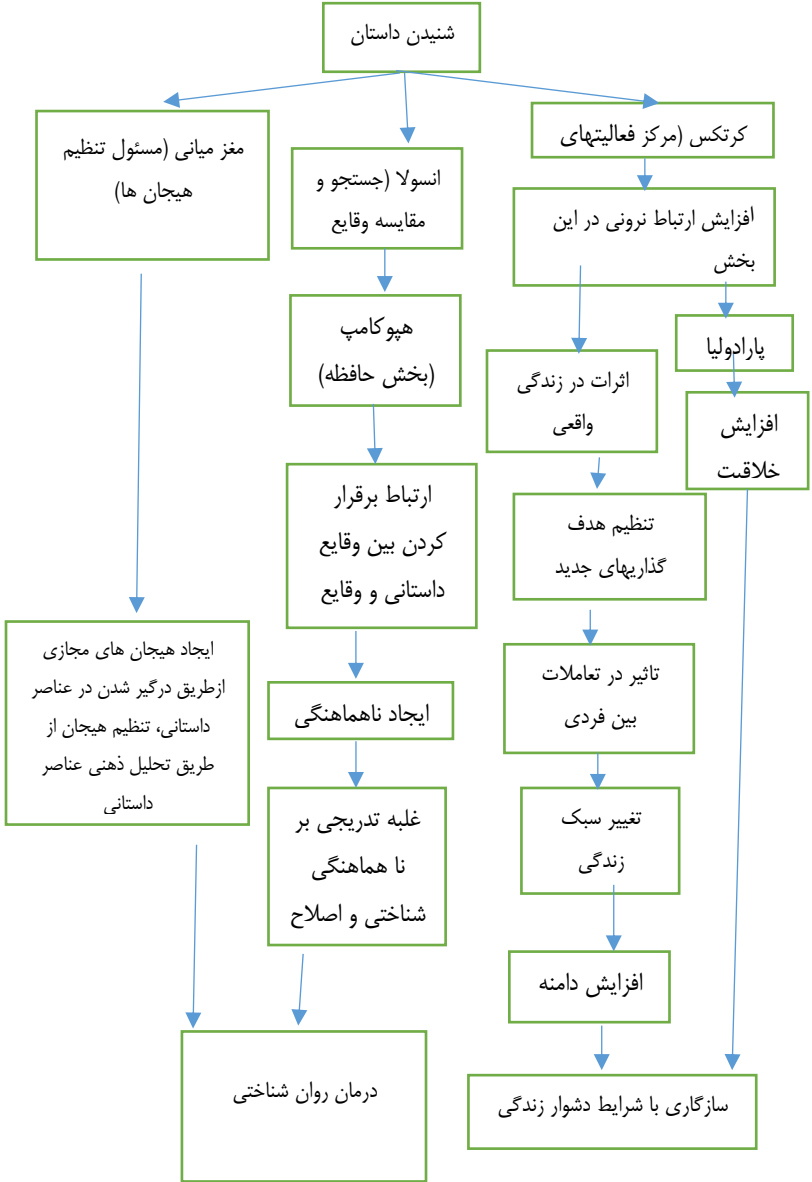 شنیدن داستان
کرتکس (مرکز فعالیتهای
افزایش ارتباط نرونی در این
بخش
پارادولیا
افزایش
خلاقیت
اثرات در زندگی
واقعی
تنظیم هدف
گذاریهای جدید
تاثیر در تعاملات
بین فردی
تغییر سبک
زندگی
افزایش دامنه
سازگاری با شرایط دشوار زندگی
انسولا (جستجو و
مقایسه وقایع
هپوکامپ
(بخش حافظه)
ارتباط برقرار
کردن بین وقایع
داستانی و وقایع
ایجاد ناهماهنگی
غلبه تدریجی بر
نا هماهنگی
شناختی و اصلاح
مغز میانی (مسئول تنظیم
هیجان ها)
ایجاد هیجان های مجازی
ازطریق درگیر شدن در عناصر
داستانی، تنظیم هیجان از
طریق تحلیل ذهنی عناصر
داستانی
درمان روان شناختی